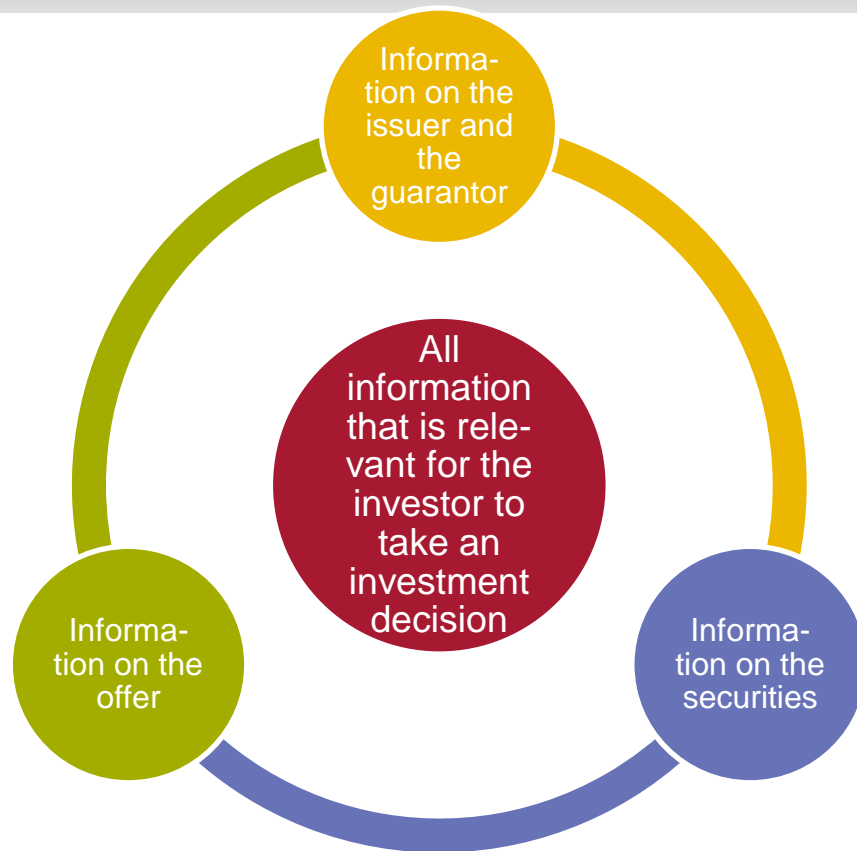 Informa-
tion on the
issuer and
the
guarantor
All
information
that is rele-
vant for the
investor to
take an
investment
decision
Informa-
tion on the
offer
Informa-
tion on the
securities